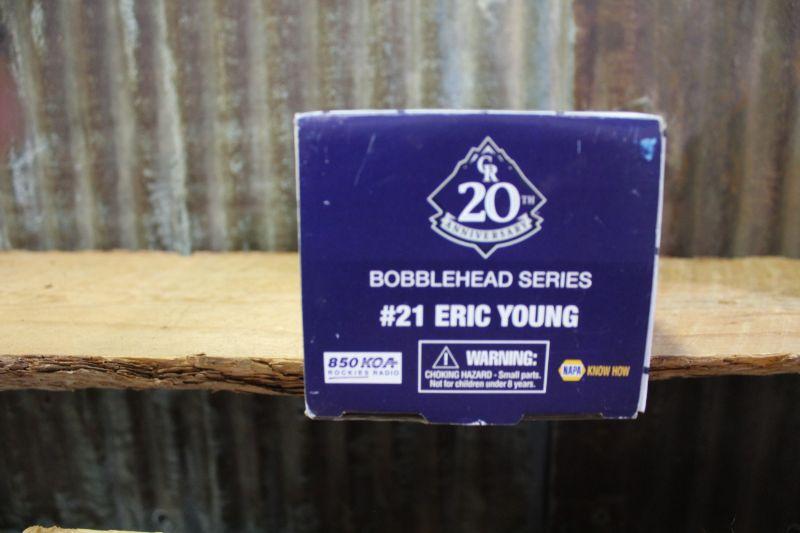 CR
20TH
ANNIVERSARY
BOBBLEHEAD SERIES
#21 ERIC YOUNG
850 KOA
ROCKIES RADIO
WARNING:
CHOKING HAZARD - Small parts.
Not for children under 8 years.
NAPA KNOW HOW